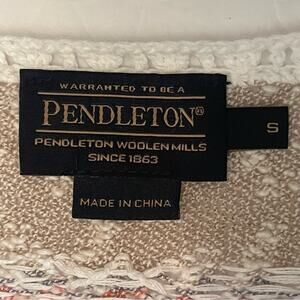 WARRANTED TO BE A
PENDLETON®
PENDLETON WOOLEN MILLS
SINCE 1863
S
MADE IN CHINA